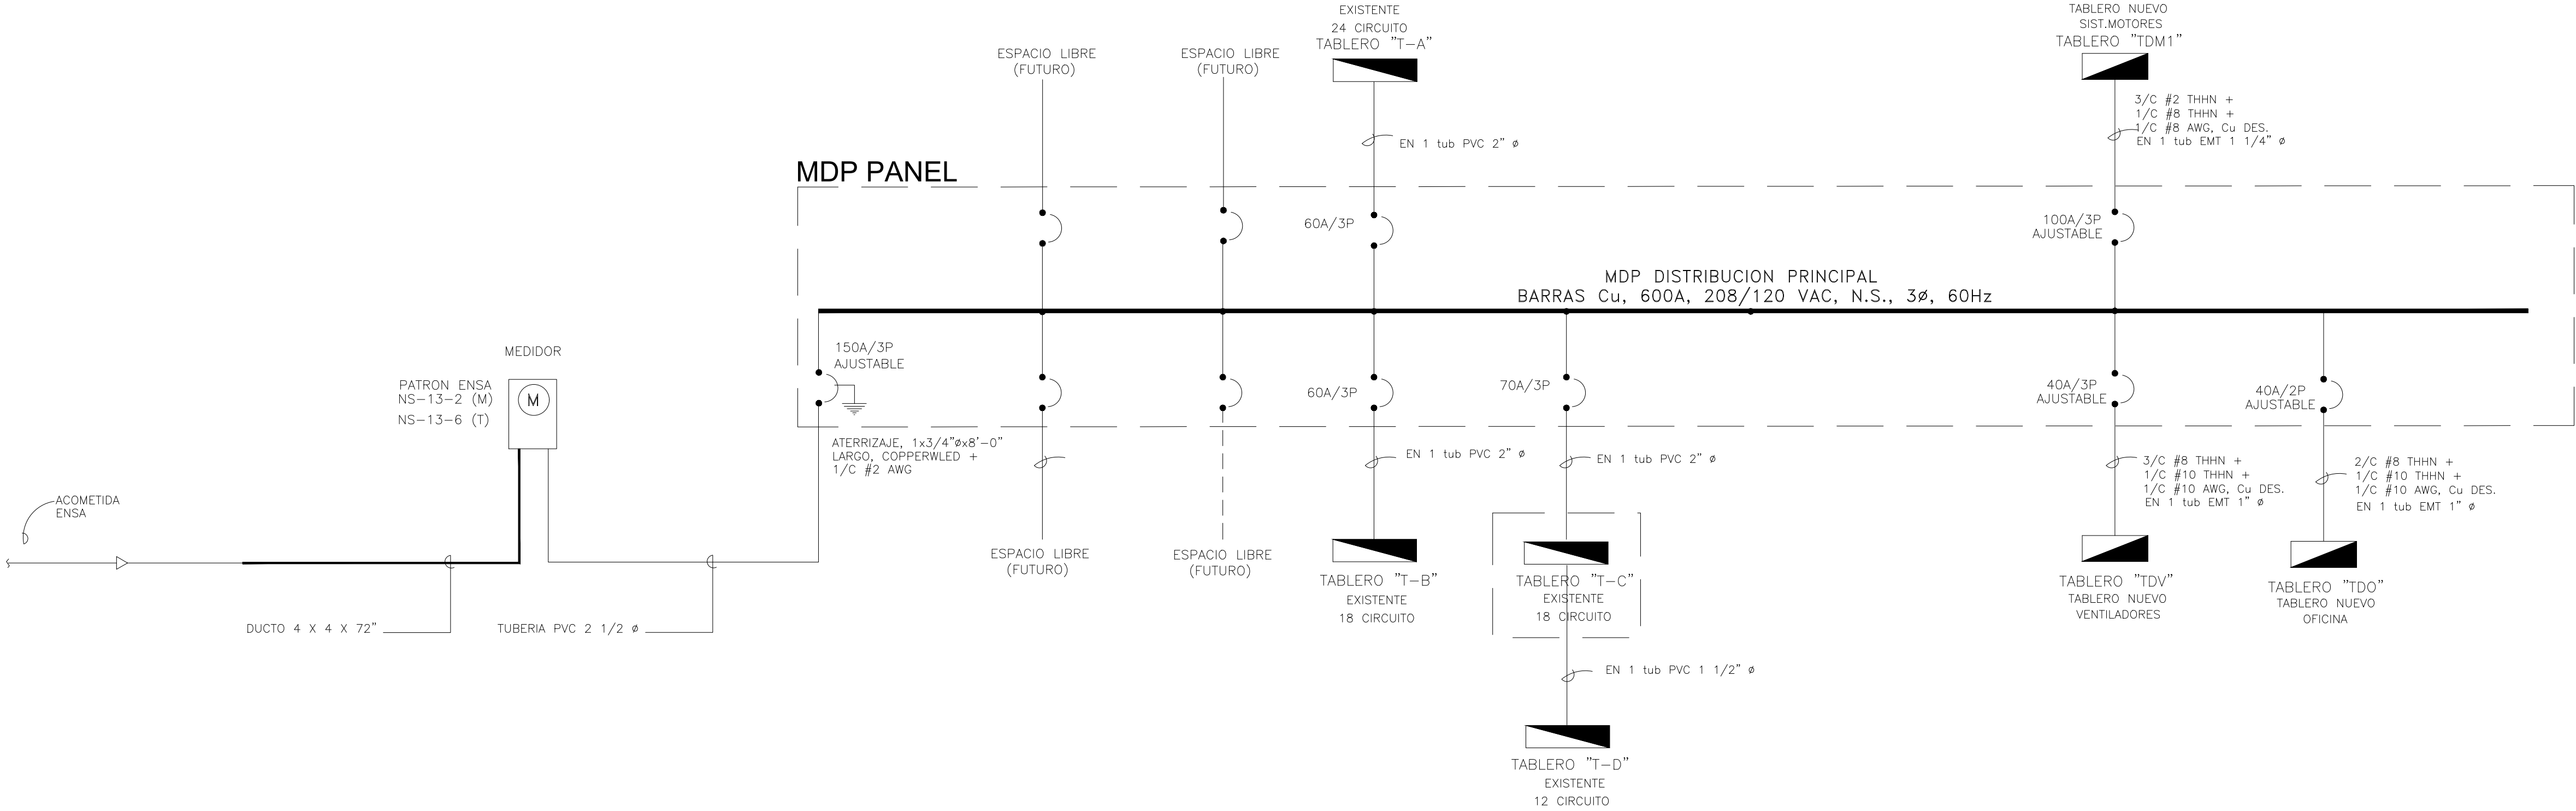 EXISTENTE
24 CIRCUITO
TABLERO "T-A"
TABLERO NUEVO
SIST.MOTORES
TABLERO "TDM1"
ESPACIO LIBRE
(FUTURO)
ESPACIO LIBRE
(FUTURO)
3/C #2 THHN +
1/C #8 THHN +
1/C #8 AWG, Cu DES.
EN 1 tub EMT 1 1/4" ø
EN 1 tub PVC 2" ø
MDP PANEL
60A/3P
100A/3P
AJUSTABLE
MDP DISTRIBUCION PRINCIPAL
BARRAS Cu, 600A, 208/120 VAC, N.S., 3ø, 60Hz
150A/3P
AJUSTABLE
MEDIDOR
PATRON ENSA
NS-13-2 (M)
NS-13-6 (T)
M
60A/3P
70A/3P
40A/3P
AJUSTABLE
40A/2P
AJUSTABLE
ATERRIZAJE, 1x3/4"øx8'-0"
LARGO, COPPERWLED +
1/C #2 AWG
EN 1 tub PVC 2" ø
EN 1 tub PVC 2" ø
3/C #8 THHN +
1/C #10 THHN +
1/C #10 AWG, Cu DES.
EN 1 tub EMT 1" ø
2/C #8 THHN +
1/C #10 THHN +
1/C #10 AWG, Cu DES.
EN 1 tub EMT 1" ø
ACOMETIDA
ENSA
ESPACIO LIBRE
(FUTURO)
ESPACIO LIBRE
(FUTURO)
TABLERO "T-B"
EXISTENTE
18 CIRCUITO
TABLERO "T-C"
EXISTENTE
18 CIRCUITO
TABLERO "TDV"
TABLERO NUEVO
VENTILADORES
TABLERO "TDO"
TABLERO NUEVO
OFICINA
DUCTO 4 X 4 X 72"
TUBERIA PVC 2 1/2 ø
EN 1 tub PVC 1 1/2" ø
TABLERO "T-D"
EXISTENTE
12 CIRCUITO